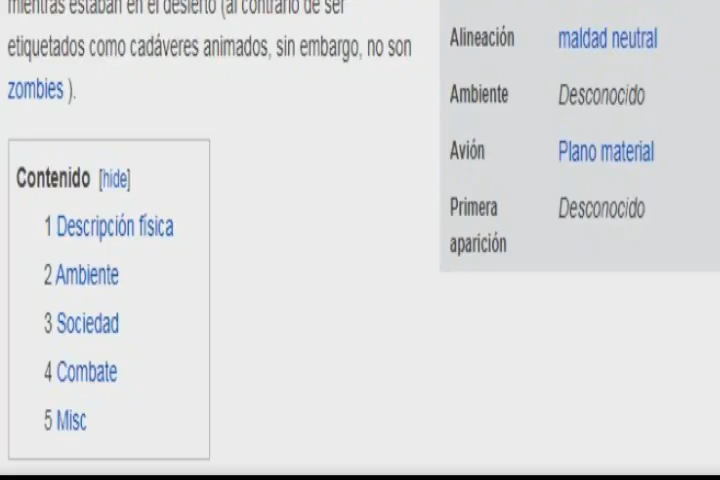 mientras estaban en el desierto (al contrario de ser
etiquetados como cadáveres animados, sin embargo, no son
zombies ).
Contenido [hide]
1 Descripción física
2 Ambiente
3 Sociedad
4 Combate
5 Misc
Alineación maldad neutral
Ambiente Desconocido
Avión Plano material
Primera Desconocido
aparición